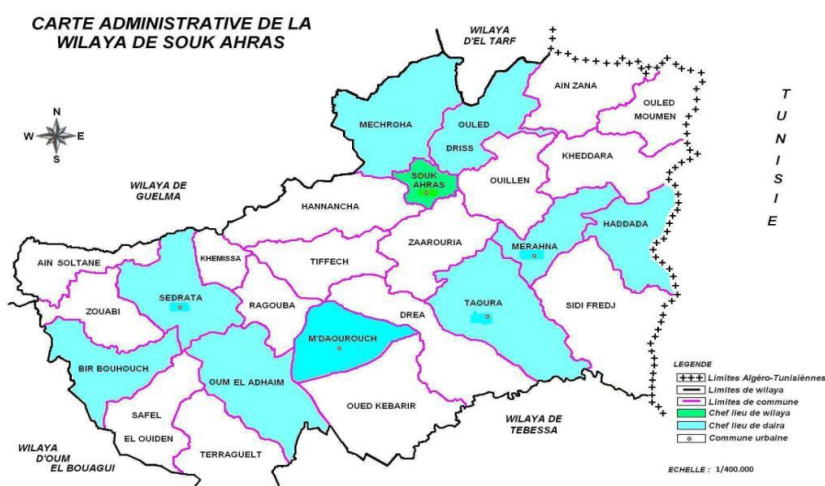 CARTE ADMINISTRATIVE DE LA
WILAYA DE SOUK AHRAS
WILAYA
D'EL TARF
N
W
E
S
AIN ZANA
OULED
MOUMEN
MECHROHA
OULED
DRISS
KHEDDARA
T U N I S I E
WILAYA DE
GUELMA
SOUK
AHRAS
OUILLEN
HANNANCHA
HADDADA
ZAAROURIA
MERAHNA
AIN SOLTANE
KHEMISSA
TIFFECH
SEDRATA
ZOUABI
RAGOUBA
TAOURA
SIDI FREDJ
DREA
M'DAOUROUCH
BIR BOUHOUCH
OUM EL ADHAIM
OUED KEBARIR
SAFEL
EL OUIDEN
TERRAGUELT
WILAYA DE
TEBESSA
WILAYA
D'OUM
EL BOUAGUI
LEGENDE
Limites Algéro-Tunisiènnes
Limites de wilaya
Limites de commune
Chef lieu de wilaya
Chef lieu de daira
Commune urbaine
ECHELLE : 1/400.000